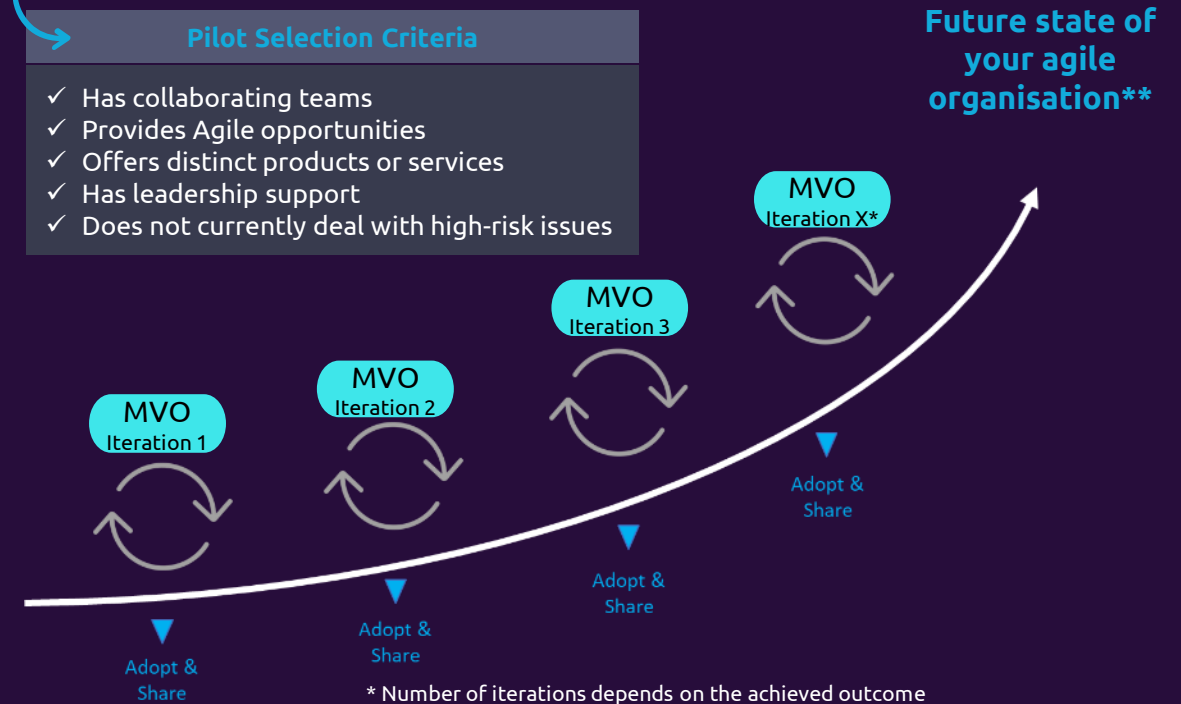 Pilot Selection Criteria
✓ Has collaborating teams
✓ Provides Agile opportunities
✓ Offers distinct products or services
✓ Has leadership support
✓ Does not currently deal with high-risk issues
Future state of
your agile
organisation**
MVO
Iteration X*
MVO
Iteration 3
MVO
Iteration 2
MVO
Iteration 1
Adopt &
Share
Adopt &
Share
Adopt &
Share
Adopt &
Share
* Number of iterations depends on the achieved outcome